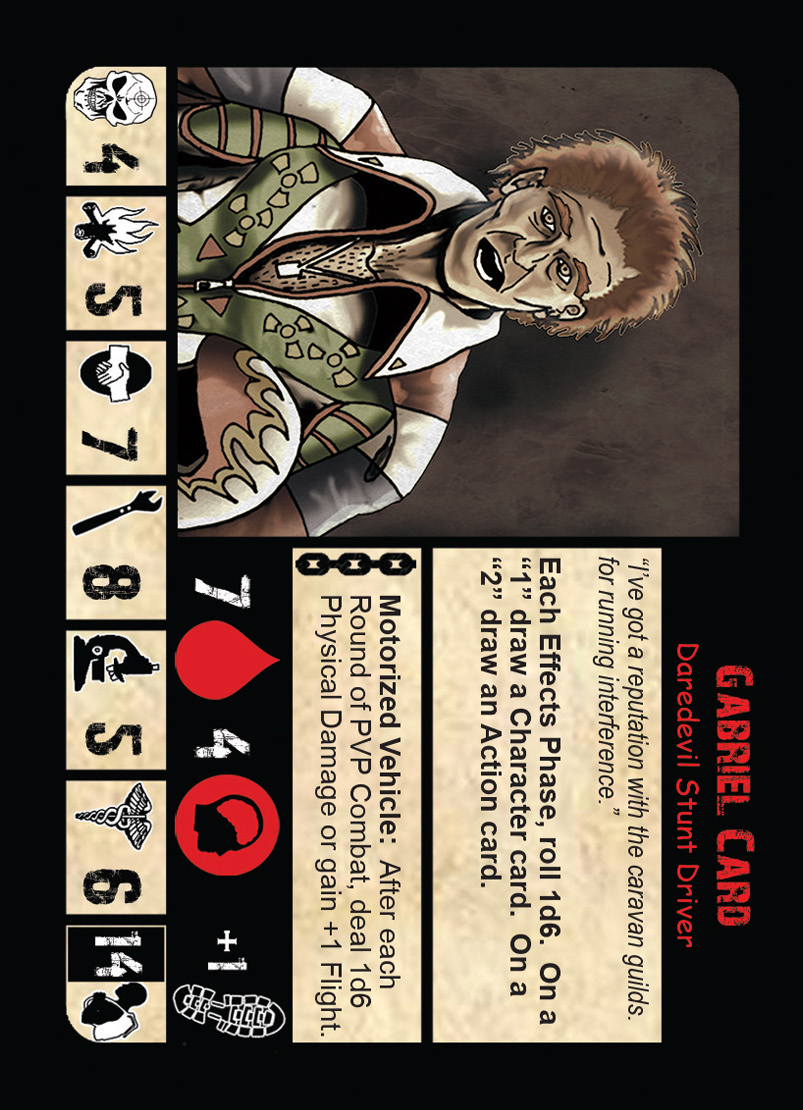 GABRIEL CARD
Daredevil Stunt Driver
“I’ve got a reputation with the caravan guilds.
for running interference.”
Each Effects Phase, roll 1d6.  On a
“1” draw a Character card.  On a
“2” draw an Action card.
Motorized Vehicle:  After each
Round of PVP Combat, deal 1d6
Physical Damage or gain +1 Flight.
7 4 +1
4 5 7 8 5 6 14